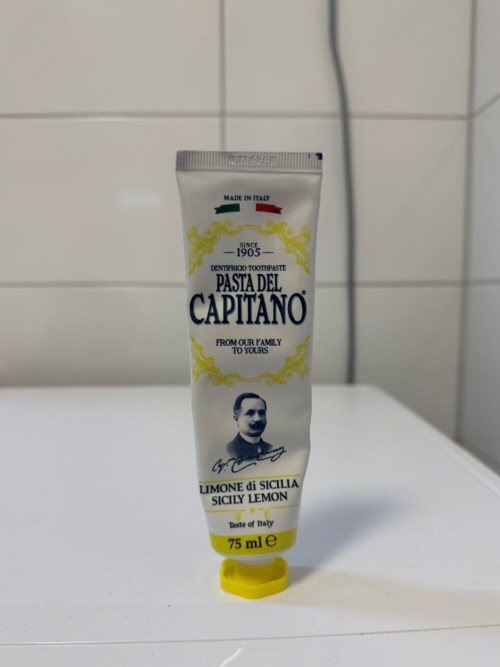 MADE IN ITALY
SINCE
1905
DENTIFRICIO TOOTHPASTE
PASTA DEL
CAPITANO®
FROM OUR FAMILY
TO YOURS
LIMONE di SICILIA
SICILY LEMON
Taste of Italy
75 ml ℮